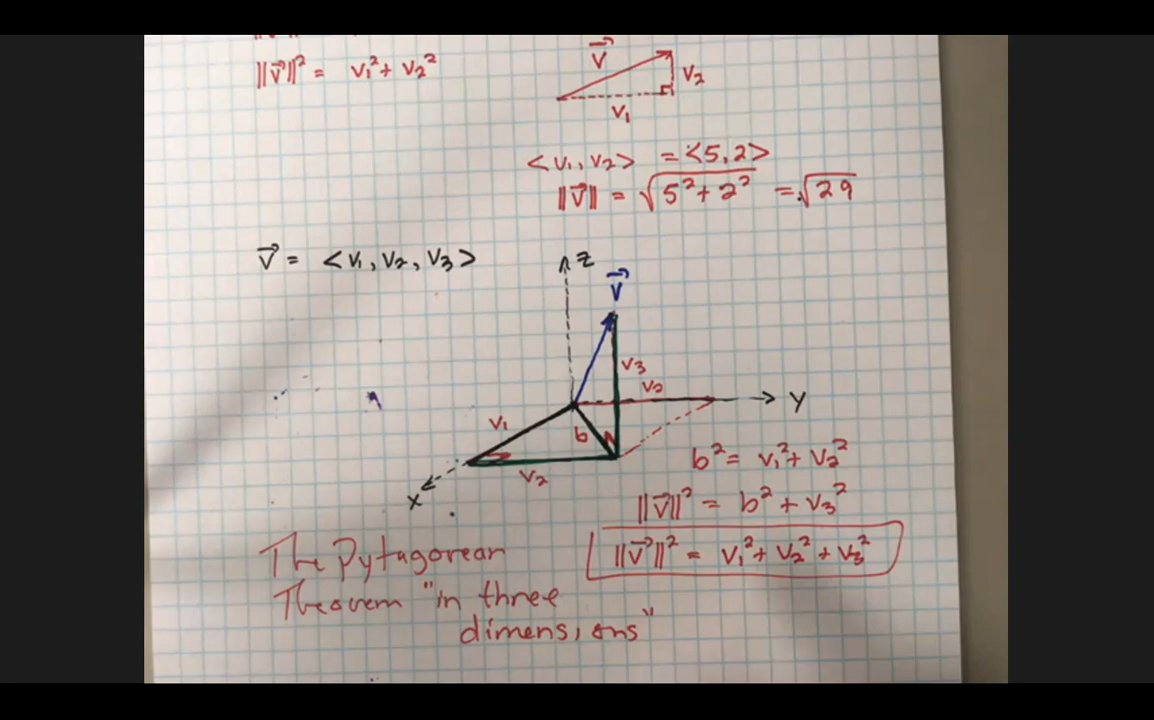 ‖v⃗‖² = v₁² + v₂²
v⃗
v₂
v₁
<v₁, v₂> = <5, 2>
‖v⃗‖ = √5² + 2² = √29
v⃗ = <v₁, v₂, v₃>
z
v⃗
v₃
v₂
y
v₁
b
v₂
x
b² = v₁² + v₂²
‖v⃗‖² = b² + v₃²
‖v⃗‖² = v₁² + v₂² + v₃²
The Pytagorean
Theorem "in three
dimensions"